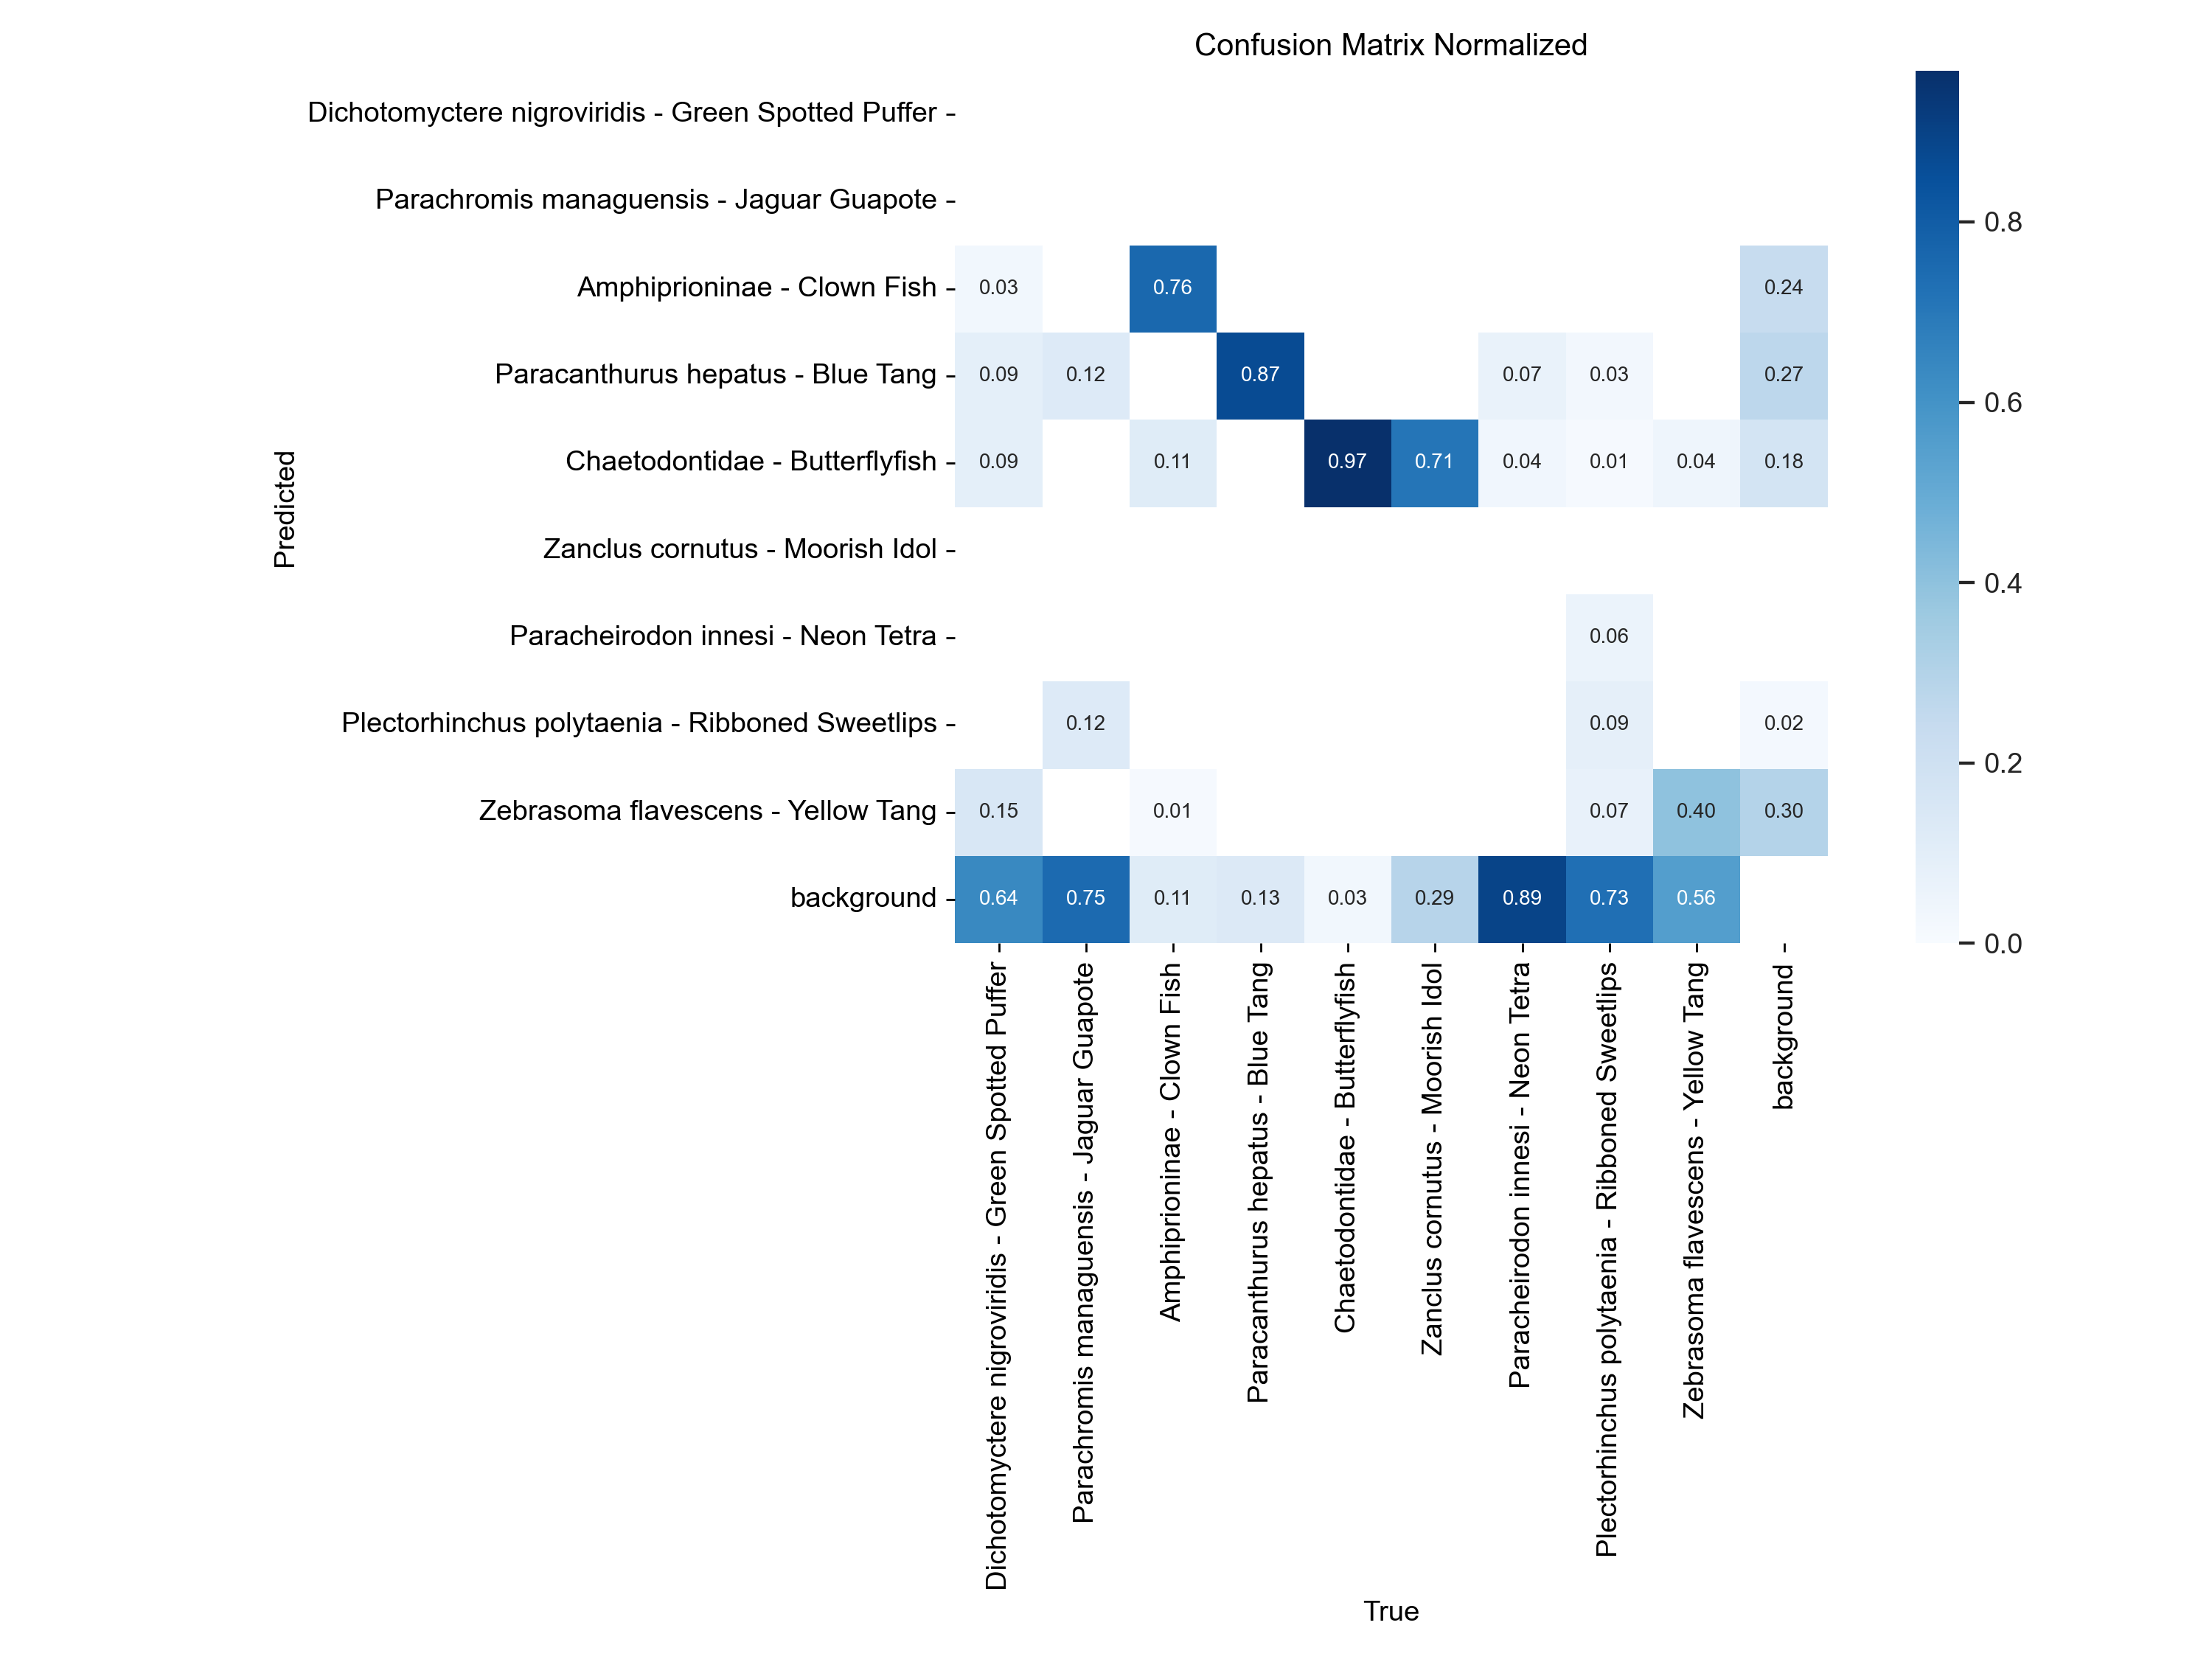 Confusion Matrix Normalized
Dichotomyctere nigroviridis - Green Spotted Puffer
Parachromis managuensis - Jaguar Guapote
Amphiprioninae - Clown Fish
0.03 0.76 0.24
Paracanthurus hepatus - Blue Tang
0.09 0.12 0.87 0.07 0.03 0.27
Chaetodontidae - Butterflyfish
0.09 0.11 0.97 0.71 0.04 0.01 0.04 0.18
Zanclus cornutus - Moorish Idol
Paracheirodon innesi - Neon Tetra
0.06
Plectorhinchus polytaenia - Ribboned Sweetlips
0.12 0.09 0.02
Zebrasoma flavescens - Yellow Tang
0.15 0.01 0.07 0.40 0.30
background
0.64 0.75 0.11 0.13 0.03 0.29 0.89 0.73 0.56
Predicted
Dichotomyctere nigroviridis - Green Spotted Puffer
Parachromis managuensis - Jaguar Guapote
Amphiprioninae - Clown Fish
Paracanthurus hepatus - Blue Tang
Chaetodontidae - Butterflyfish
Zanclus cornutus - Moorish Idol
Paracheirodon innesi - Neon Tetra
Plectorhinchus polytaenia - Ribboned Sweetlips
Zebrasoma flavescens - Yellow Tang
background
True
0.8
0.6
0.4
0.2
0.0